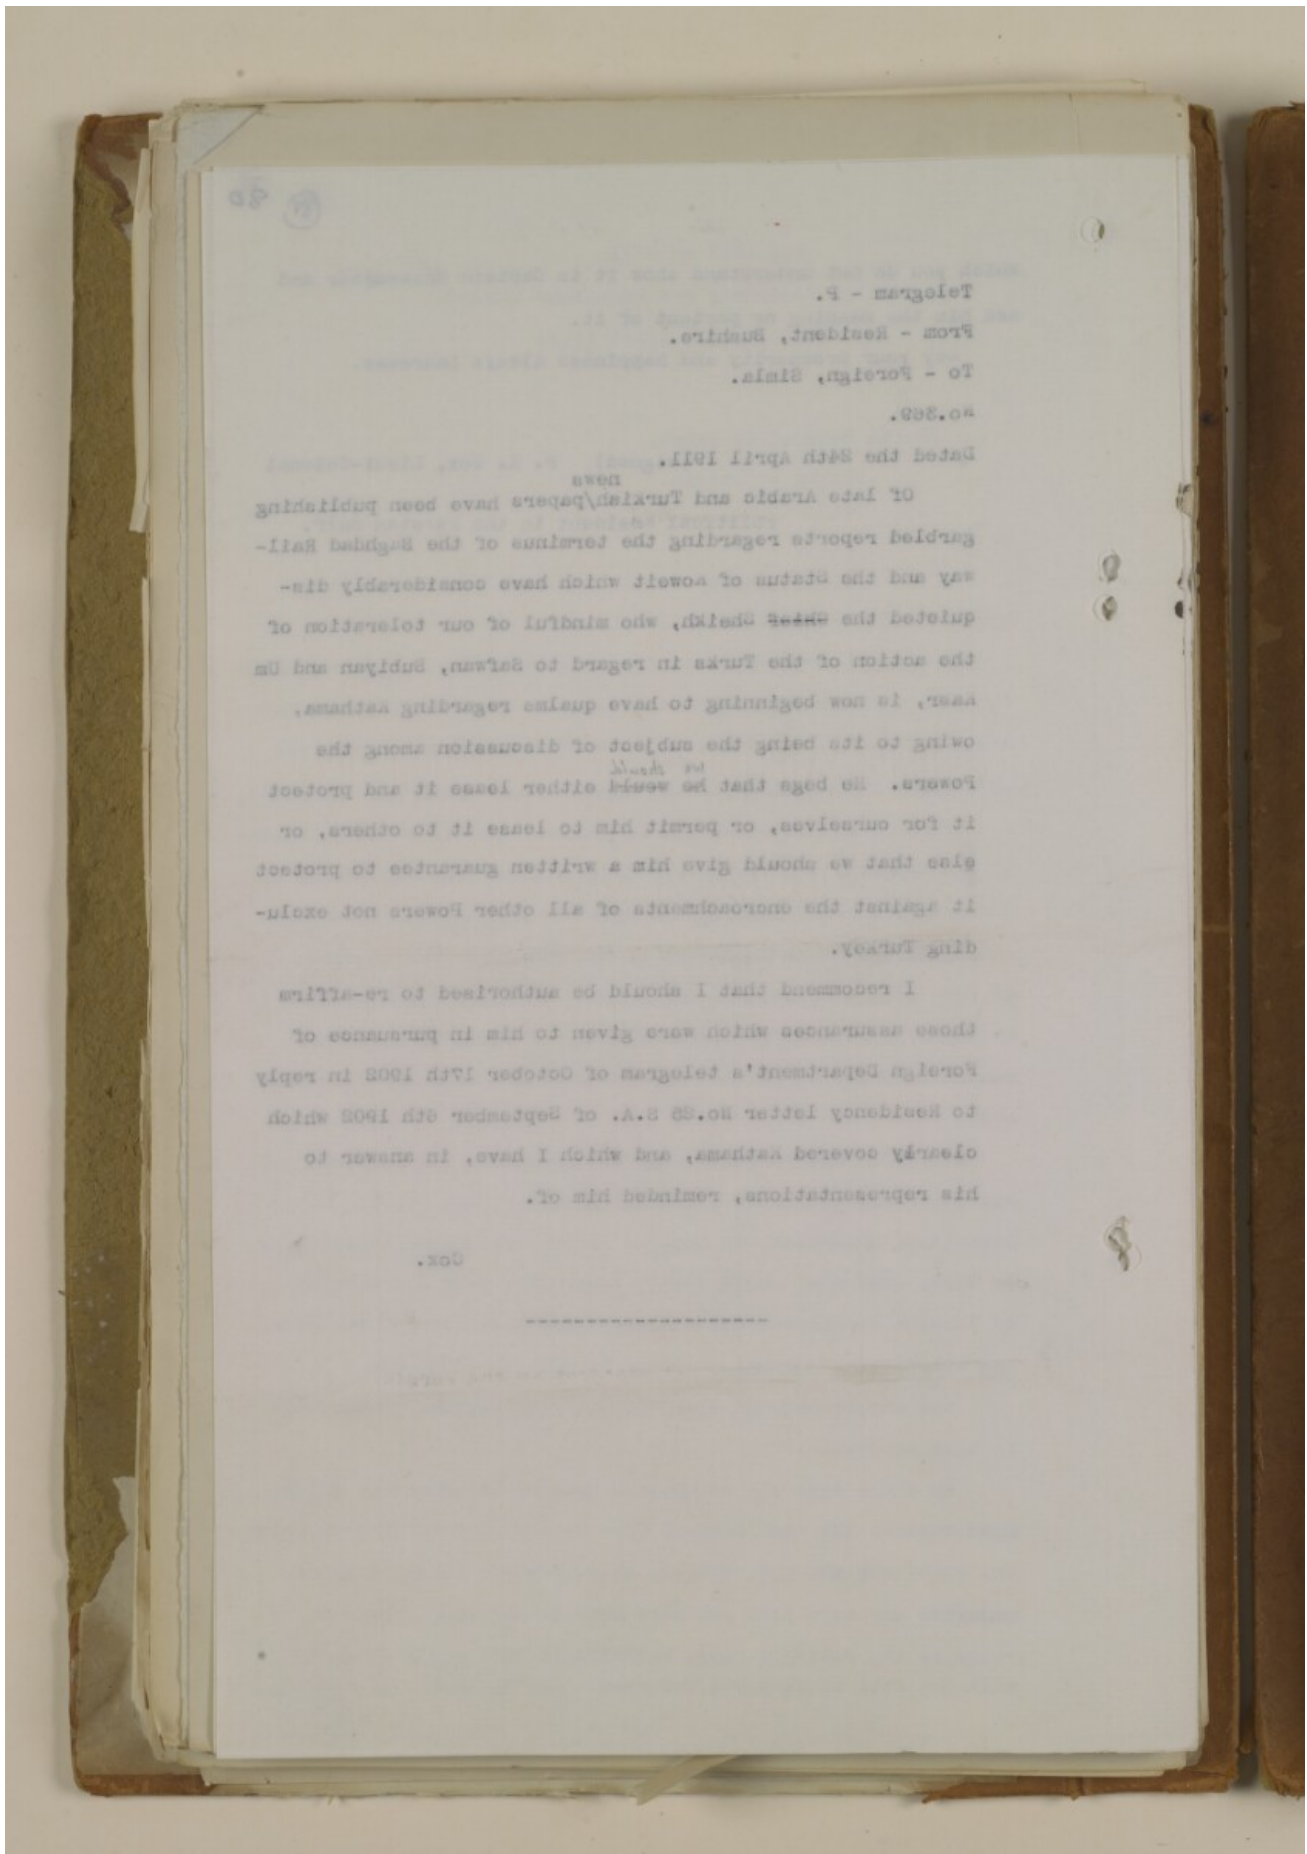 80
Telegram - P.
From - Resident, Bushire.
To - Foreign, Simla.
No.369.
Dated the 24th April 1911.
news
Of late Arabic and Turkish/papers have been publishing
garbled reports regarding the terminus of the Baghdad Rail-
way and the Status of Koweit which have considerably dis-
quieted the Chief Sheikh, who mindful of our toleration of
the action of the Turks in regard to Safwan, Bubiyan and Um
Kasr, is now beginning to have qualms regarding Kathama,
owing to its being the subject of discussion among the
we should
Powers. He begs that he would either lease it and protect
it for ourselves, or permit him to lease it to others, or
else that we should give him a written guarantee to protect
it against the encroachments of all other Powers not exclu-
ding Turkey.
I recommend that I should be authorised to re-affirm
those assurances which were given to him in pursuance of
Foreign Department's telegram of October 17th 1902 in reply
to Residency letter No.25 S.A. of September 6th 1902 which
clearly covered Kathama, and which I have, in answer to
his representations, reminded him of.
Cox.